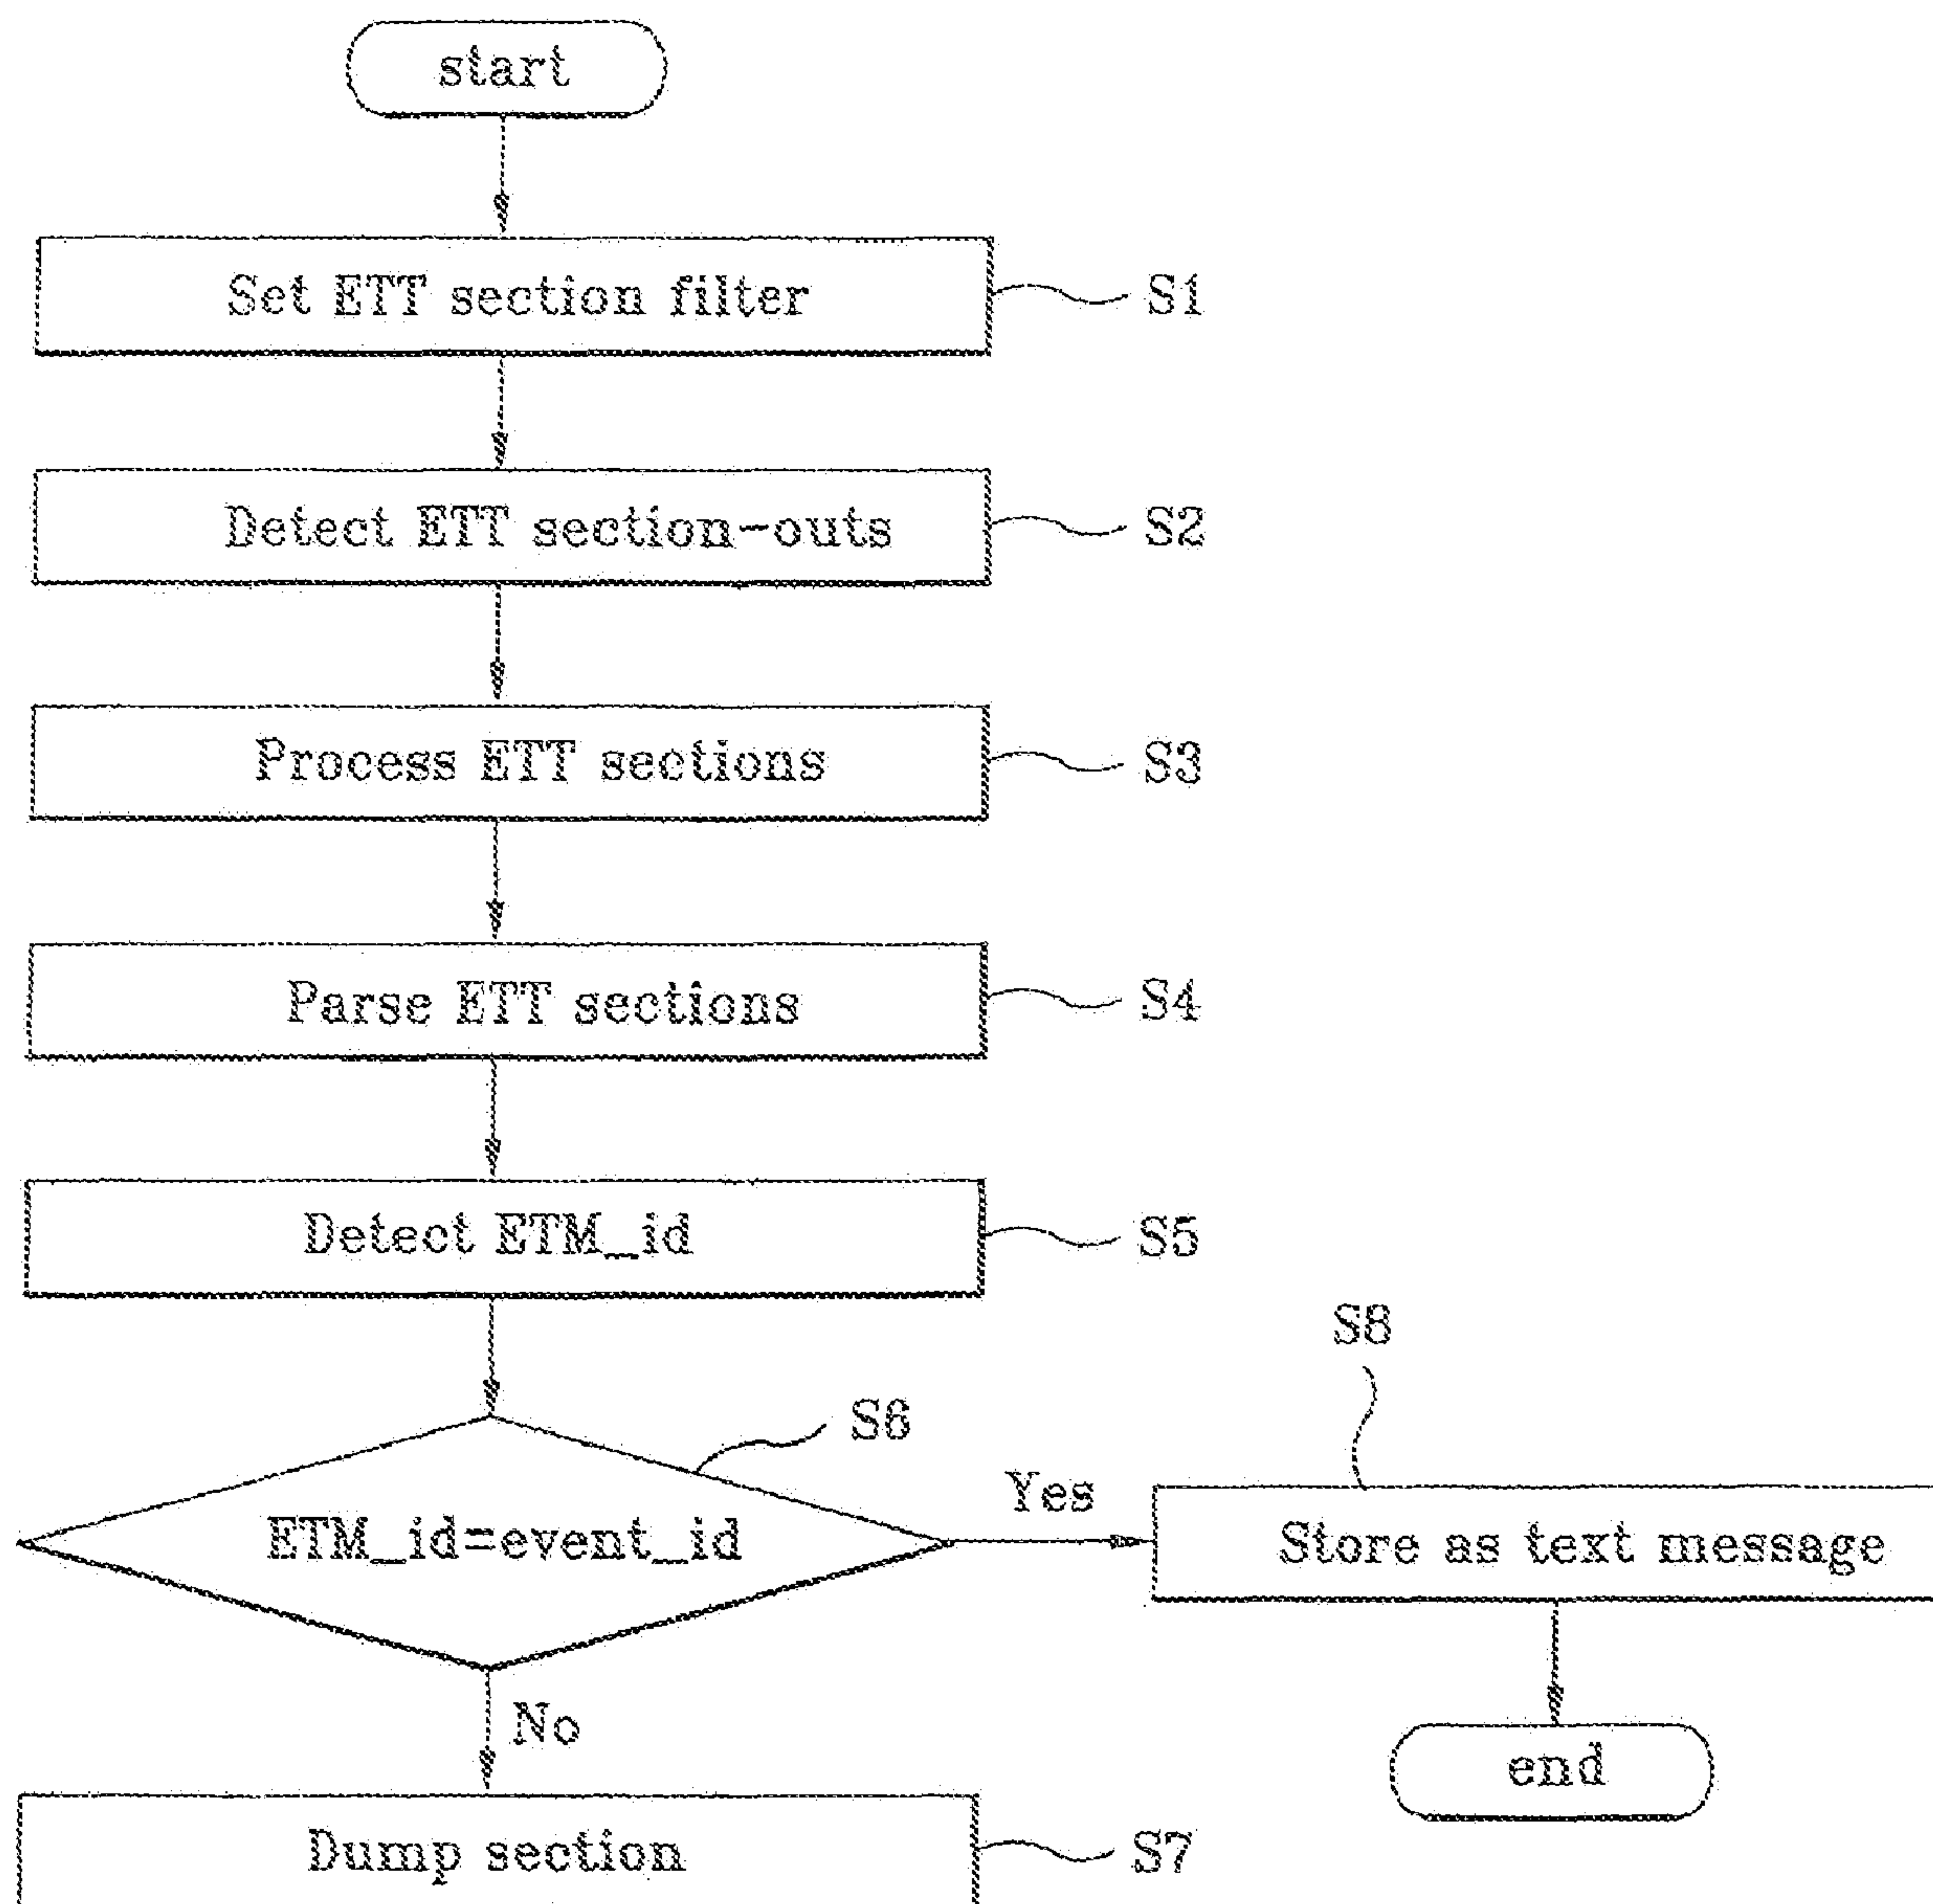 start
Set ETT section filter
S1
Detect ETT section-outs
S2
Process ETT sections
S3
Parse ETT sections
S4
Detect ETM_id
S5
S6
ETM_id=event_id
Yes
S8
Store as text message
end
No
Dump section
S7